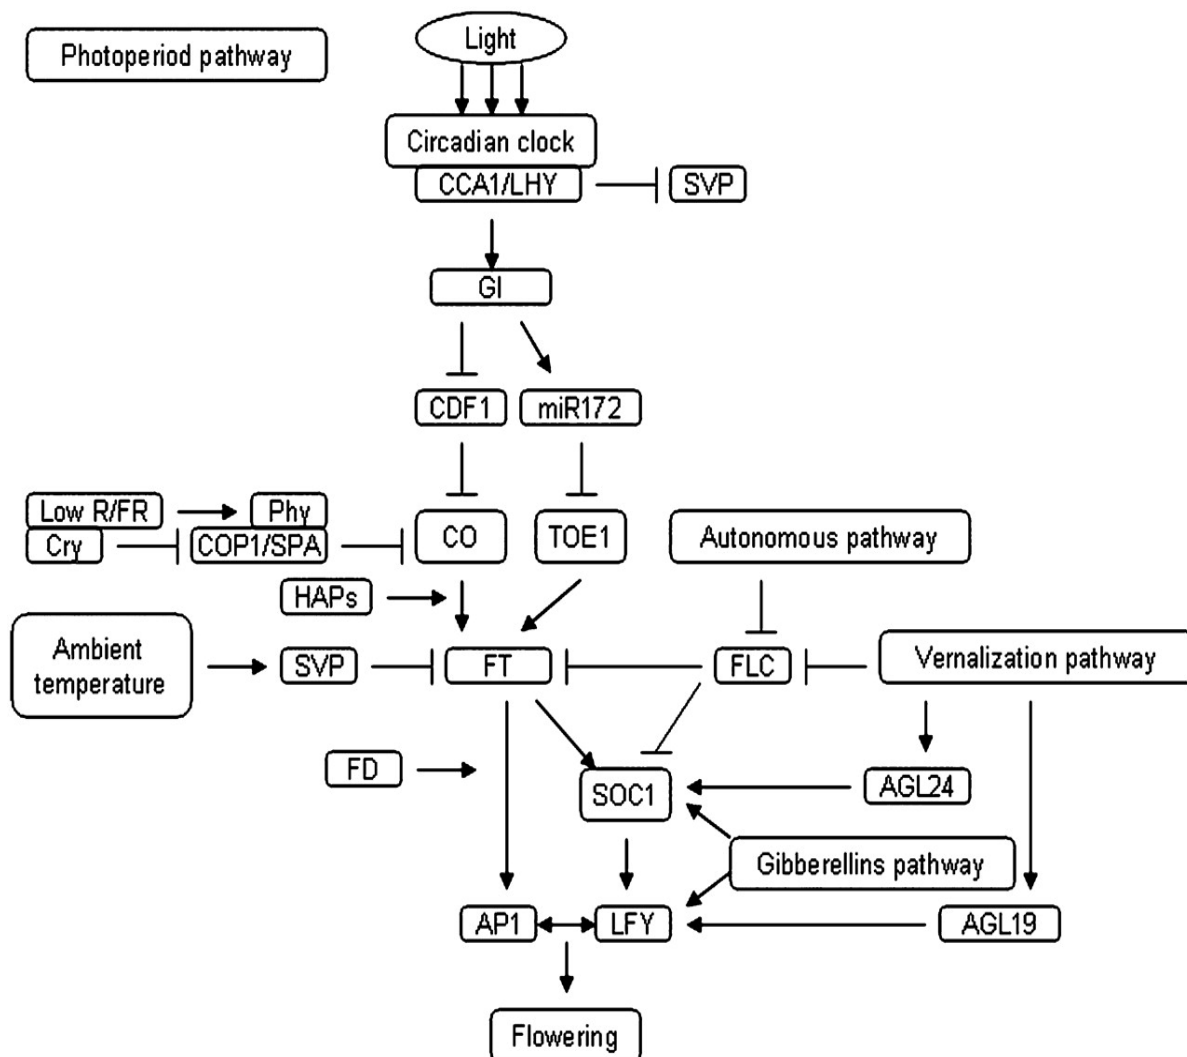 Light
Photoperiod pathway
Circadian clock
CCA1/LHY
SVP
GI
CDF1
miR172
Low R/FR
Phy
Cry
COP1/SPA
CO
TOE1
Autonomous pathway
HAPs
Ambient
temperature
SVP
FT
FLC
Vernalization pathway
FD
SOC1
AGL24
Gibberellins pathway
AP1
LFY
AGL19
Flowering